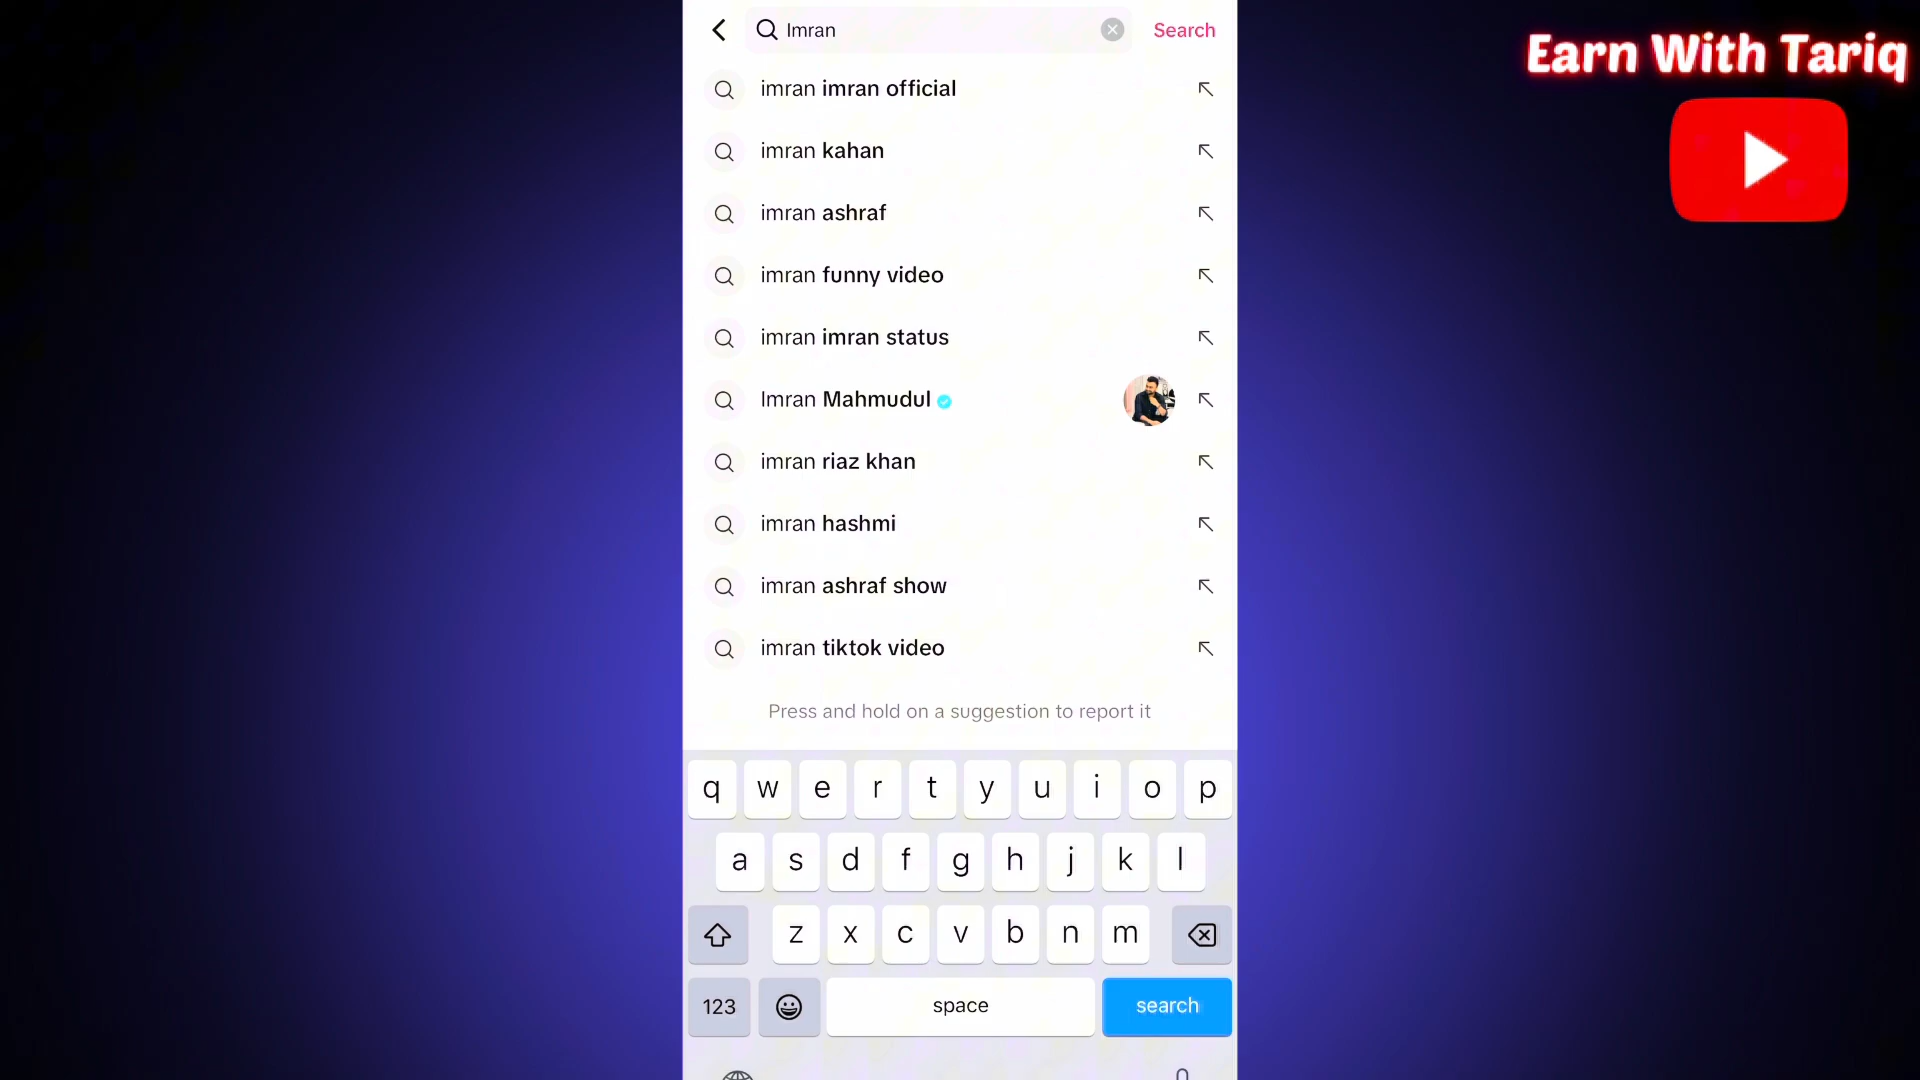 Imran
Search
Earn With Tariq
imran imran official
imran kahan
imran ashraf
imran funny video
imran imran status
Imran Mahmudul
imran riaz khan
imran hashmi
imran ashraf show
imran tiktok video
Press and hold on a suggestion to report it
q w e r t y u i o p
a s d f g h j k l
z x c v b n m
123 space search